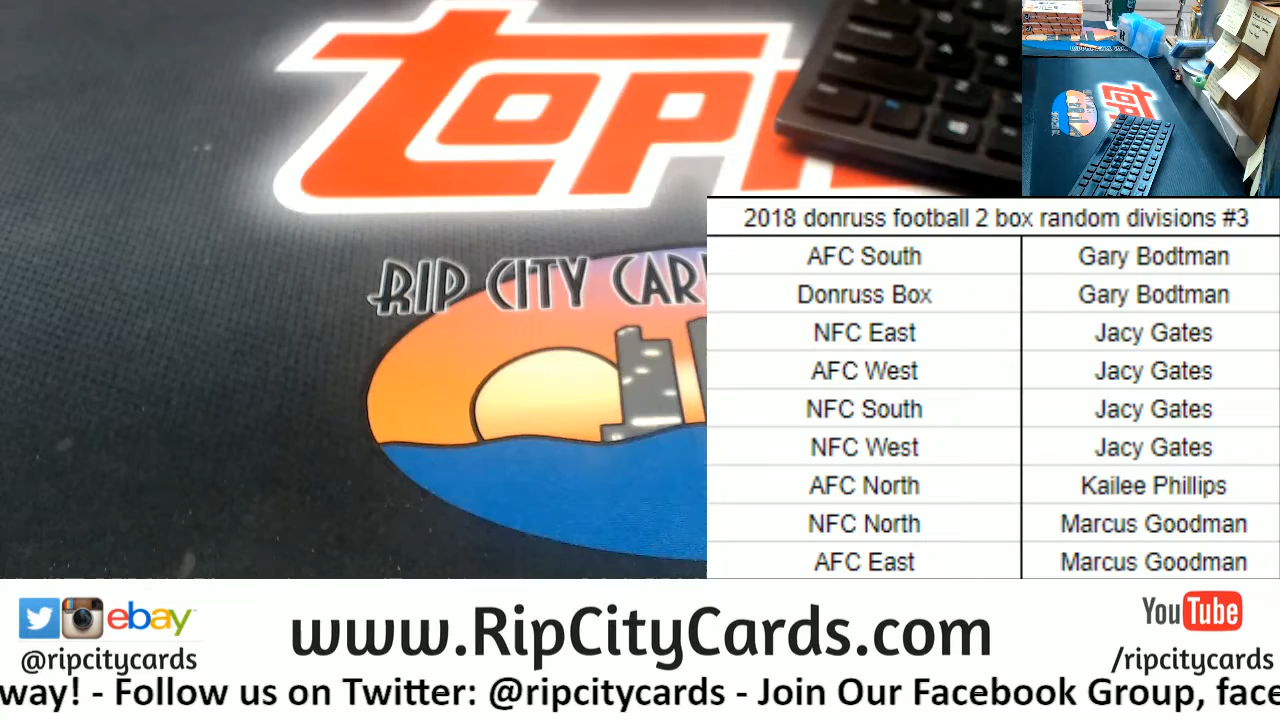 RIP CITY CAR
2018 donruss football 2 box random divisions #3
AFC South Gary Bodtman
Donruss Box Gary Bodtman
NFC East Jacy Gates
AFC West Jacy Gates
NFC South Jacy Gates
NFC West Jacy Gates
AFC North Kailee Phillips
NFC North Marcus Goodman
AFC East Marcus Goodman
ebay
www.RipCityCards.com
YouTube
@ripcitycards
/ripcitycards
way! - Follow us on Twitter: @ripcitycards - Join Our Facebook Group, face